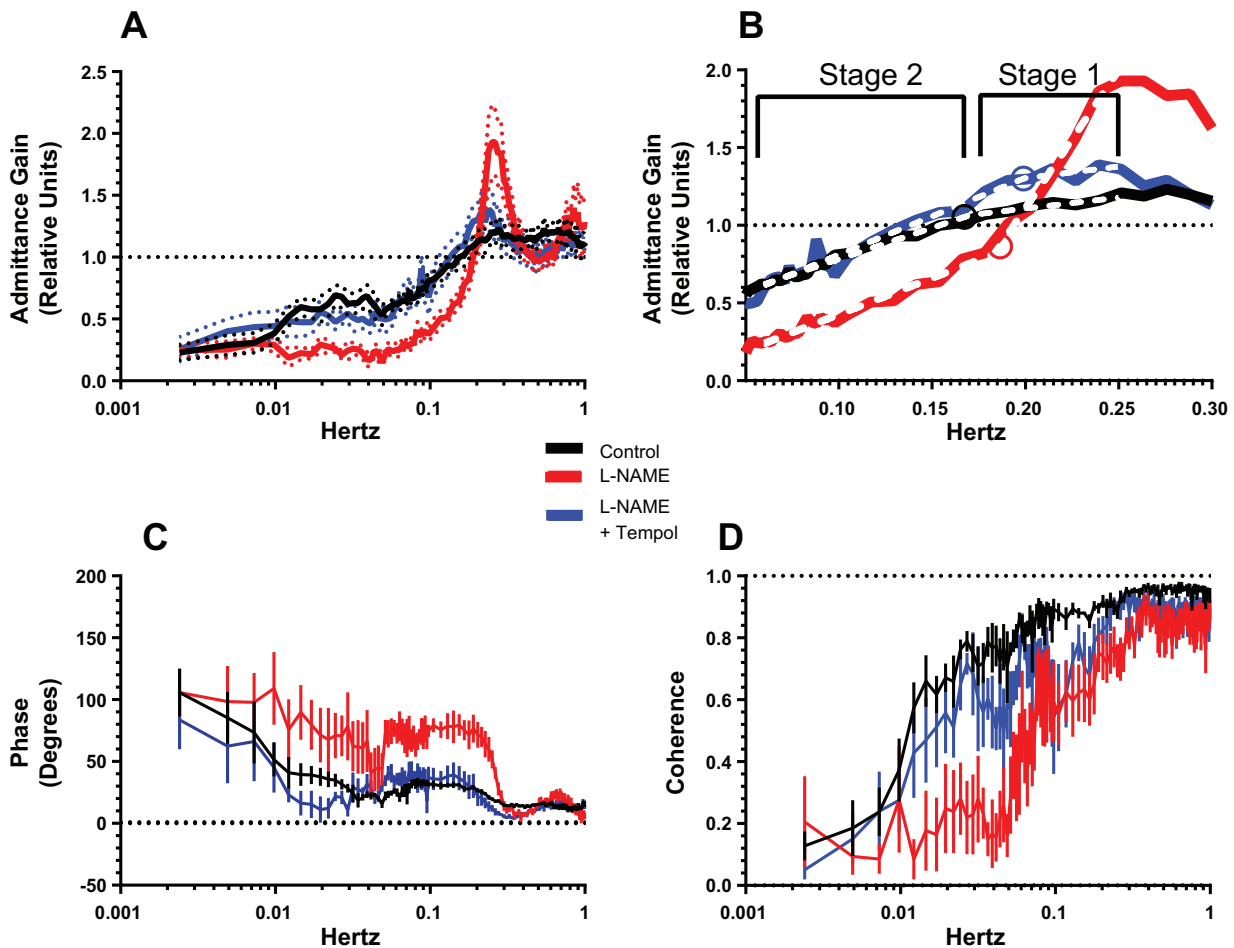 A
Admittance Gain
(Relative Units)
2.5
2.0
1.5
1.0
0.5
0.0
0.001
0.01
0.1
1
Hertz
B
Admittance Gain
(Relative Units)
2.0
1.5
1.0
0.5
0.0
Stage 2
Stage 1
0.10
0.15
0.20
0.25
0.30
Hertz
Control
L-NAME
L-NAME
+ Tempol
C
Phase
(Degrees)
200
150
100
50
0
-50
0.001
0.01
0.1
1
Hertz
D
Coherence
1.0
0.8
0.6
0.4
0.2
0.0
0.001
0.01
0.1
1
Hertz